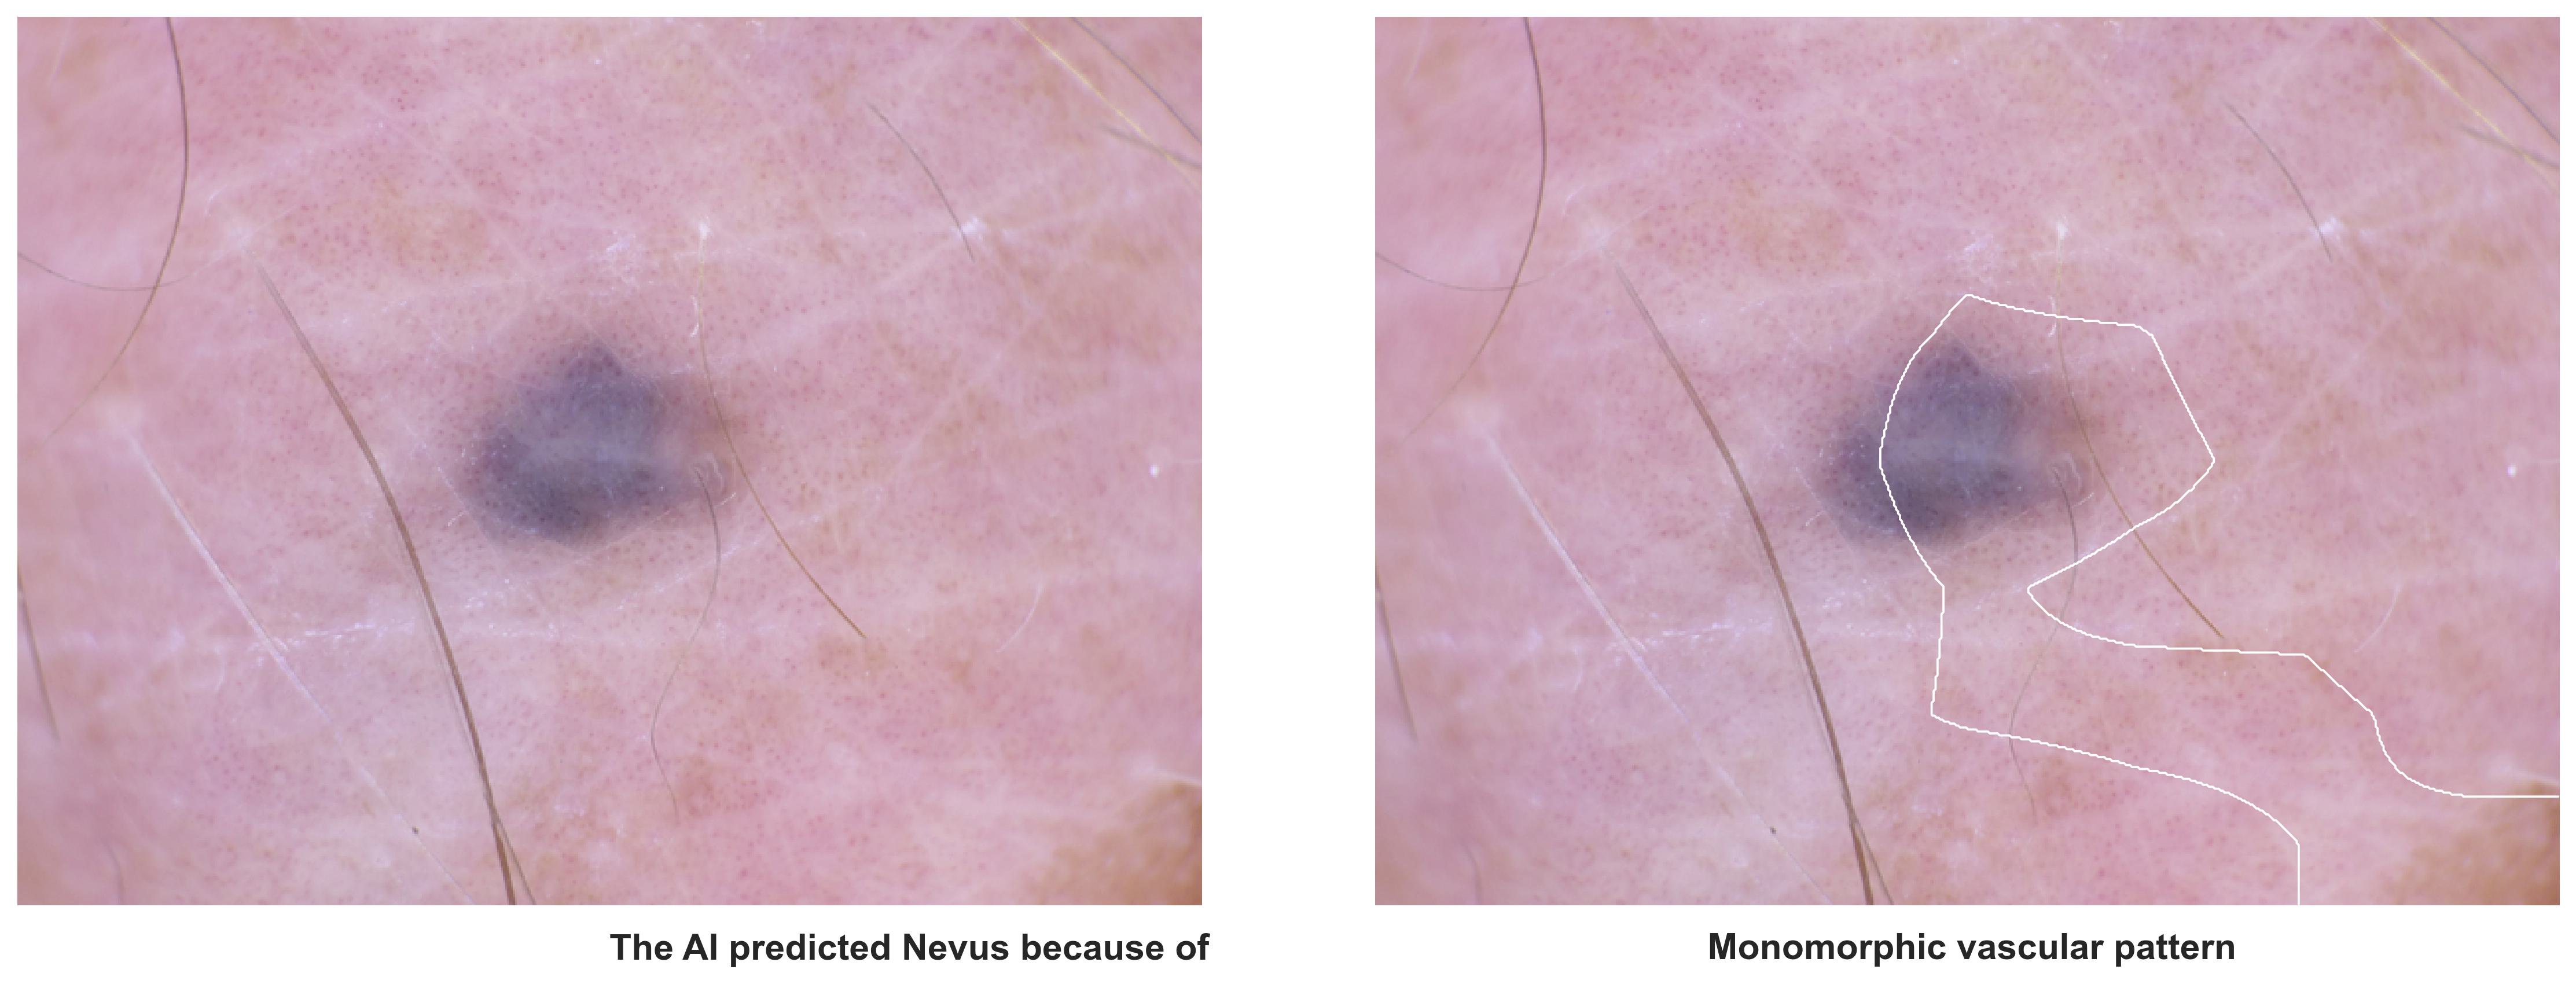 The AI predicted Nevus because of
Monomorphic vascular pattern